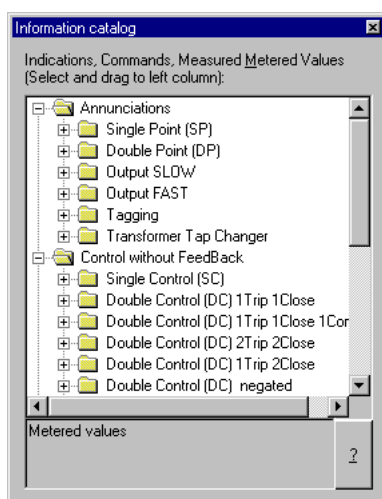 Information catalog
Indications, Commands, Measured Metered Values
(Select and drag to left column):
Annunciations
Single Point (SP)
Double Point (DP)
Output SLOW
Output FAST
Tagging
Transformer Tap Changer
Control without FeedBack
Single Control (SC)
Double Control (DC) 1Trip 1Close
Double Control (DC) 1Trip 1Close 1Cor
Double Control (DC) 2Trip 2Close
Double Control (DC) 1Trip 2Close
Double Control (DC) negated
Metered values
?